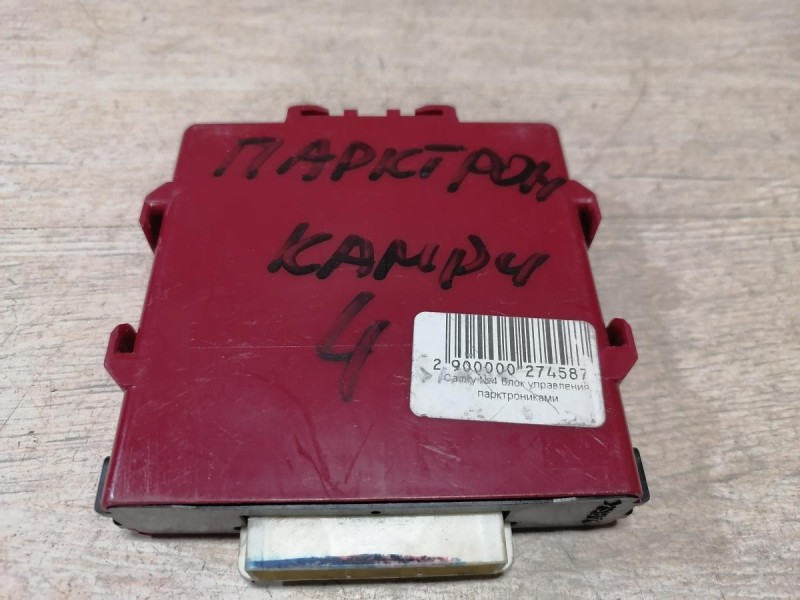 ПАРКТРОН
КАМРИ
4
2 900000 274587
Camry №4 блок управления
парктрониками